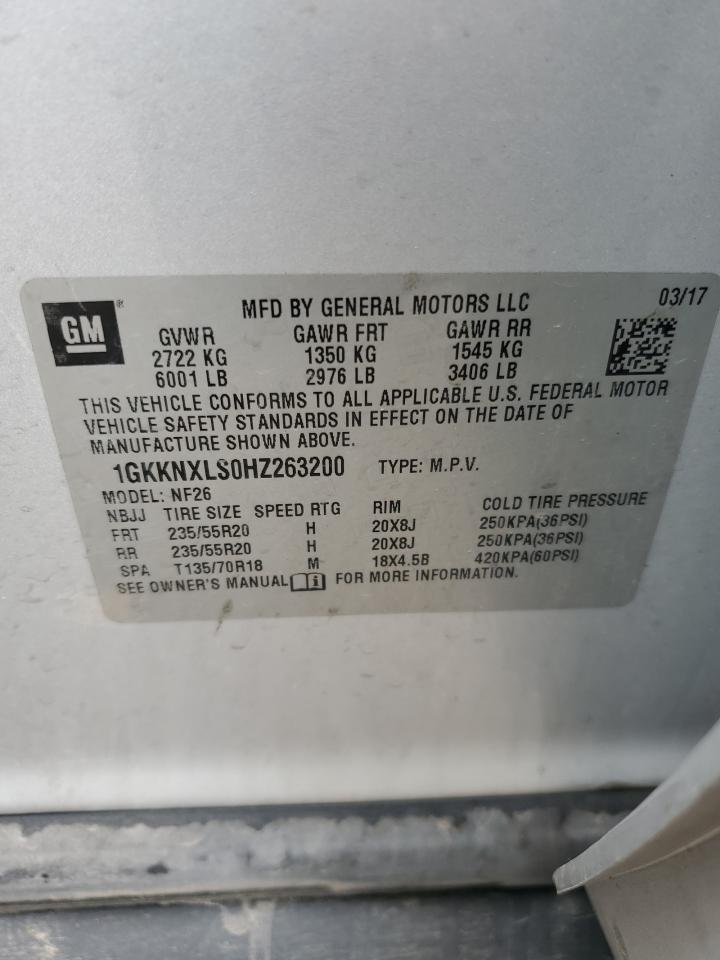 GM ®
MFD BY GENERAL MOTORS LLC 03/17
GVWR GAWR FRT GAWR RR
2722 KG 1350 KG 1545 KG
6001 LB 2976 LB 3406 LB
THIS VEHICLE CONFORMS TO ALL APPLICABLE U.S. FEDERAL MOTOR
VEHICLE SAFETY STANDARDS IN EFFECT ON THE DATE OF
MANUFACTURE SHOWN ABOVE.
1GKKNXLS0HZ263200 TYPE: M.P.V.
MODEL: NF26
NBJJ TIRE SIZE SPEED RTG RIM COLD TIRE PRESSURE
FRT 235/55R20 H 20X8J 250KPA(36PSI)
RR 235/55R20 H 20X8J 250KPA(36PSI)
SPA T135/70R18 M 18X4.5B 420KPA(60PSI)
SEE OWNER'S MANUAL i FOR MORE INFORMATION.